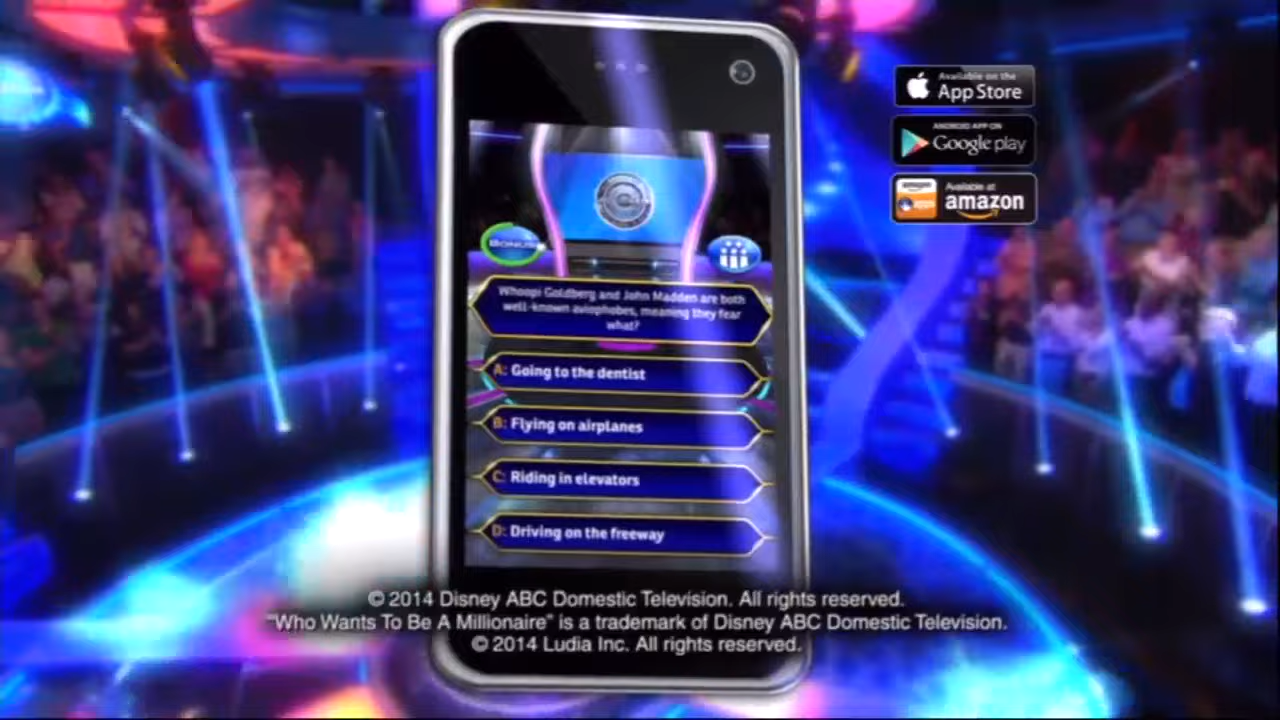 Available on the
App Store
ANDROID APP ON
Google play
amazon
apps
Available at
amazon
BONUS
Whoopi Goldberg and John Madden are both
well-known aviophobes, meaning they fear
what?
A: Going to the dentist
B: Flying on airplanes
C: Riding in elevators
D: Driving on the freeway
© 2014 Disney ABC Domestic Television. All rights reserved.
"Who Wants To Be A Millionaire" is a trademark of Disney ABC Domestic Television.
© 2014 Ludia Inc. All rights reserved.